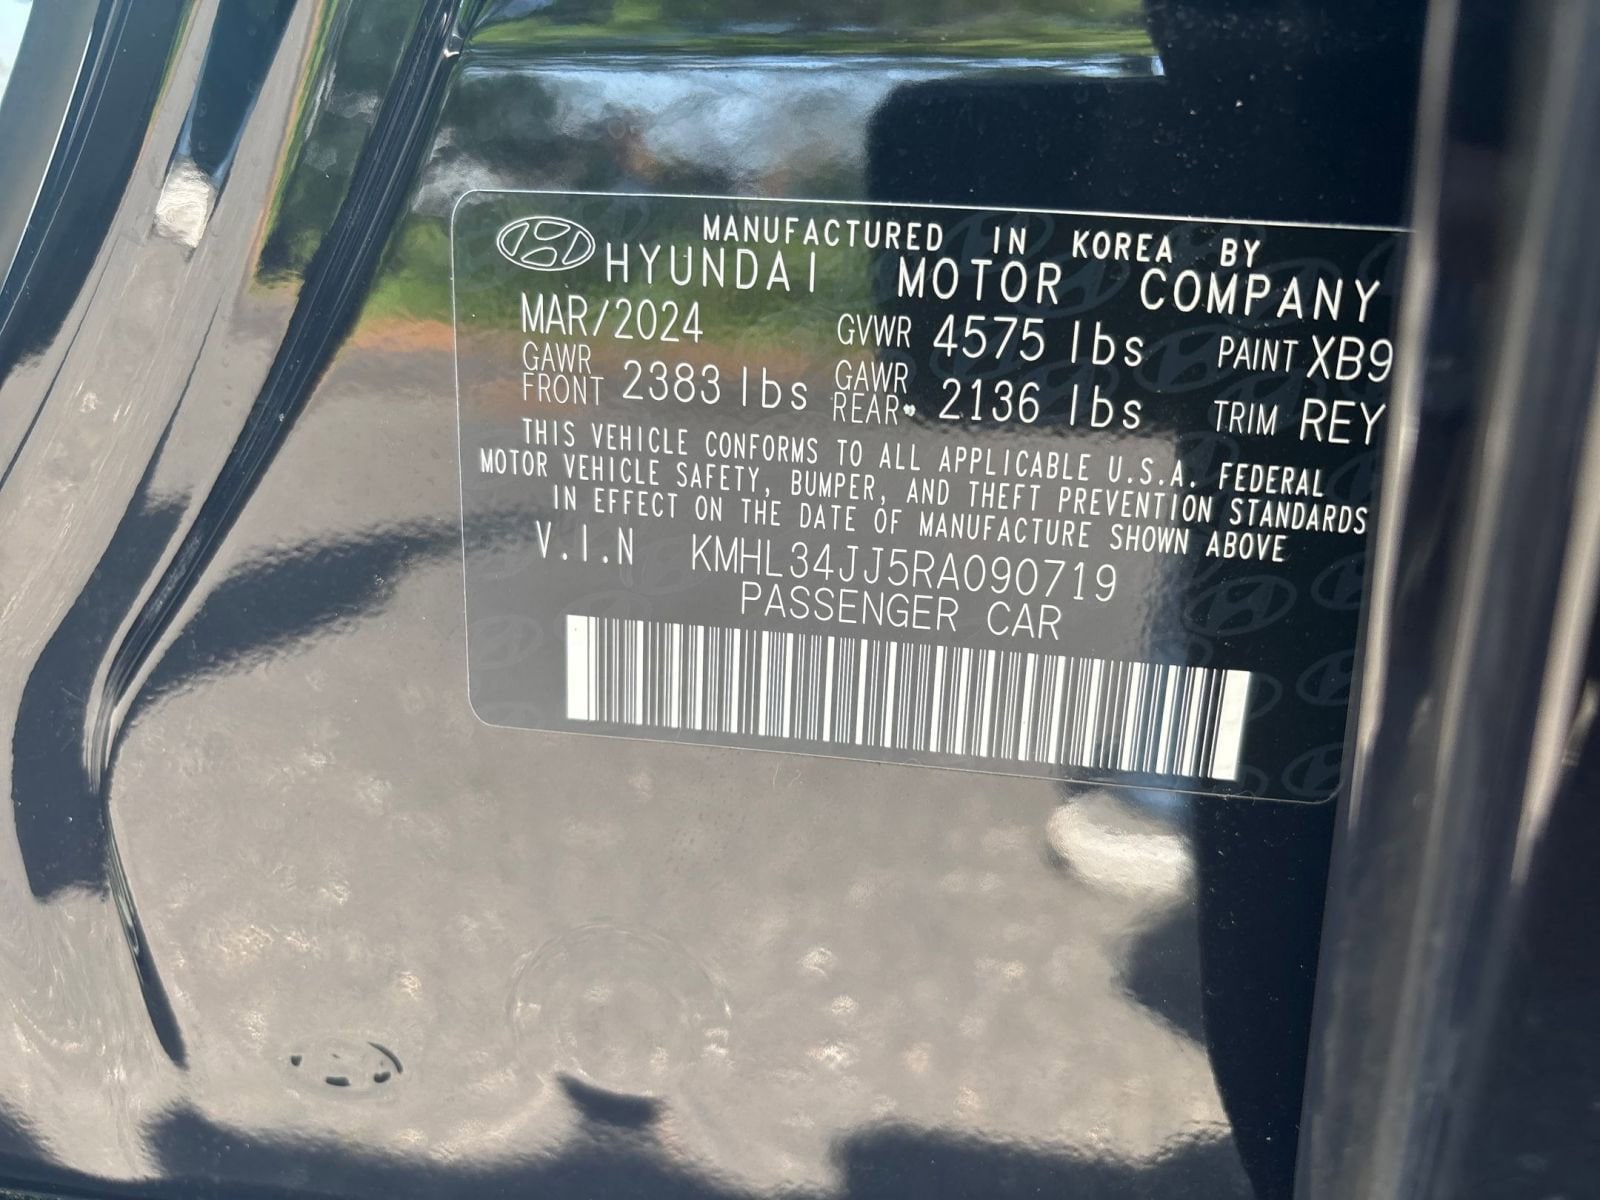 MANUFACTURED IN KOREA BY
HYUNDAI MOTOR COMPANY
MAR/2024 GVWR 4575 lbs PAINT XB9
GAWR FRONT 2383 lbs GAWR REAR 2136 lbs TRIM REY
THIS VEHICLE CONFORMS TO ALL APPLICABLE U.S.A. FEDERAL
MOTOR VEHICLE SAFETY, BUMPER, AND THEFT PREVENTION STANDARDS
IN EFFECT ON THE DATE OF MANUFACTURE SHOWN ABOVE
V.I.N KMHL34JJ5RA090719
PASSENGER CAR